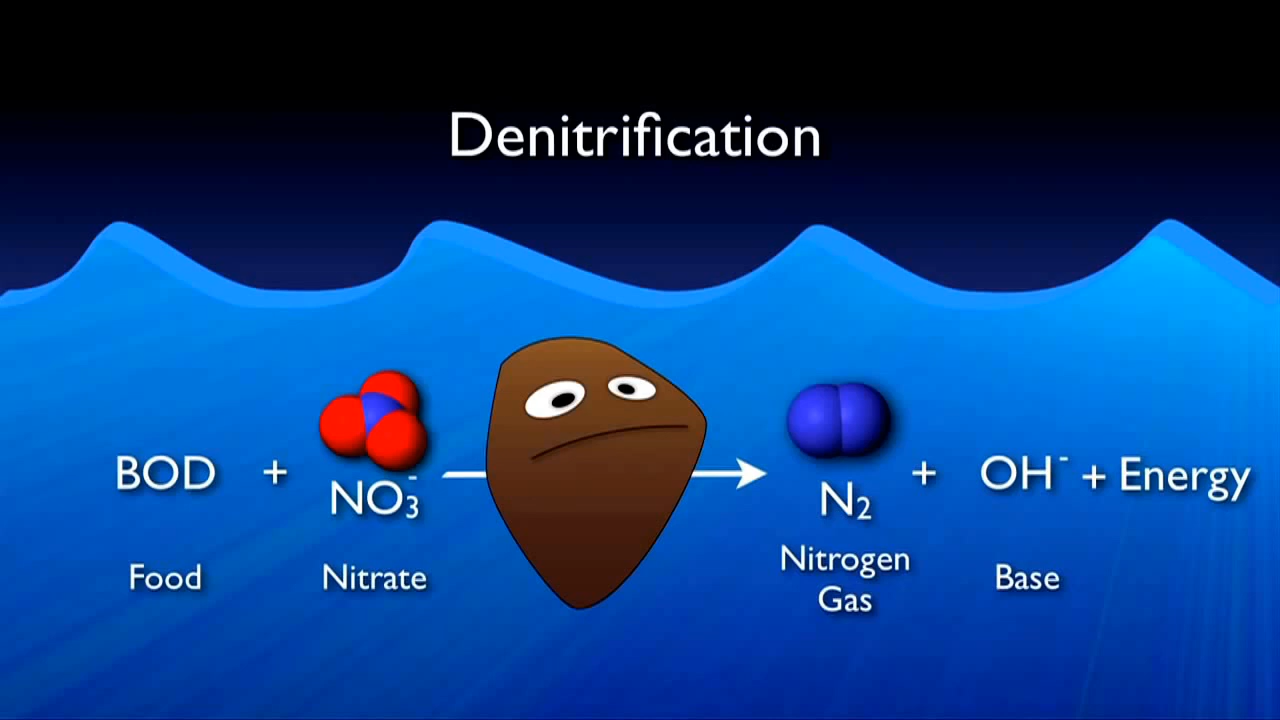 Denitrification
BOD + NO₃⁻ → N₂ + OH⁻ + Energy
Food Nitrate Nitrogen Gas Base